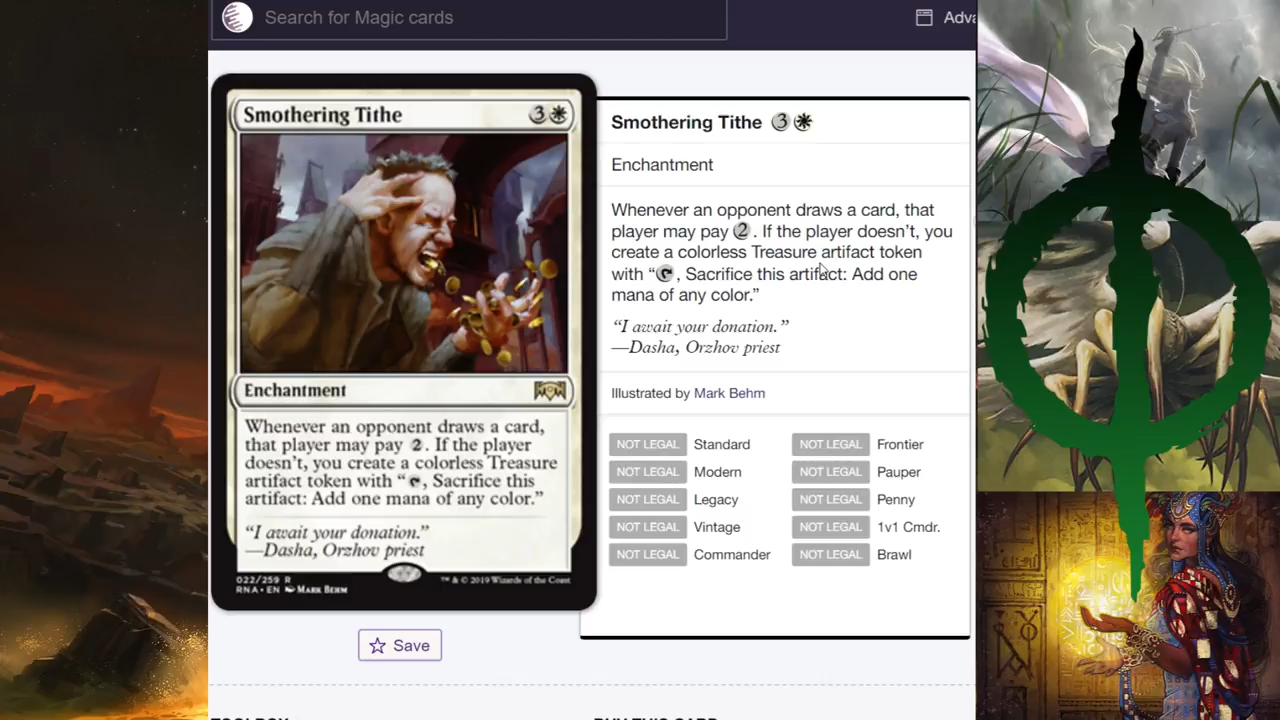 Search for Magic cards
Smothering Tithe 3
Enchantment
Whenever an opponent draws a card,
that player may pay 2. If the player
doesn't, you create a colorless Treasure
artifact token with “, Sacrifice this
artifact: Add one mana of any color.”
“I await your donation.”
—Dasha, Orzhov priest
022/259 R
RNA • EN MARK BEHM
™ & © 2019 Wizards of the Coast
Save
Smothering Tithe 3
Enchantment
Whenever an opponent draws a card, that
player may pay 2. If the player doesn't, you
create a colorless Treasure artifact token
with “, Sacrifice this artifact: Add one
mana of any color.”
“I await your donation.”
—Dasha, Orzhov priest
Illustrated by Mark Behm
NOT LEGAL Standard NOT LEGAL Frontier
NOT LEGAL Modern NOT LEGAL Pauper
NOT LEGAL Legacy NOT LEGAL Penny
NOT LEGAL Vintage NOT LEGAL 1v1 Cmdr.
NOT LEGAL Commander NOT LEGAL Brawl